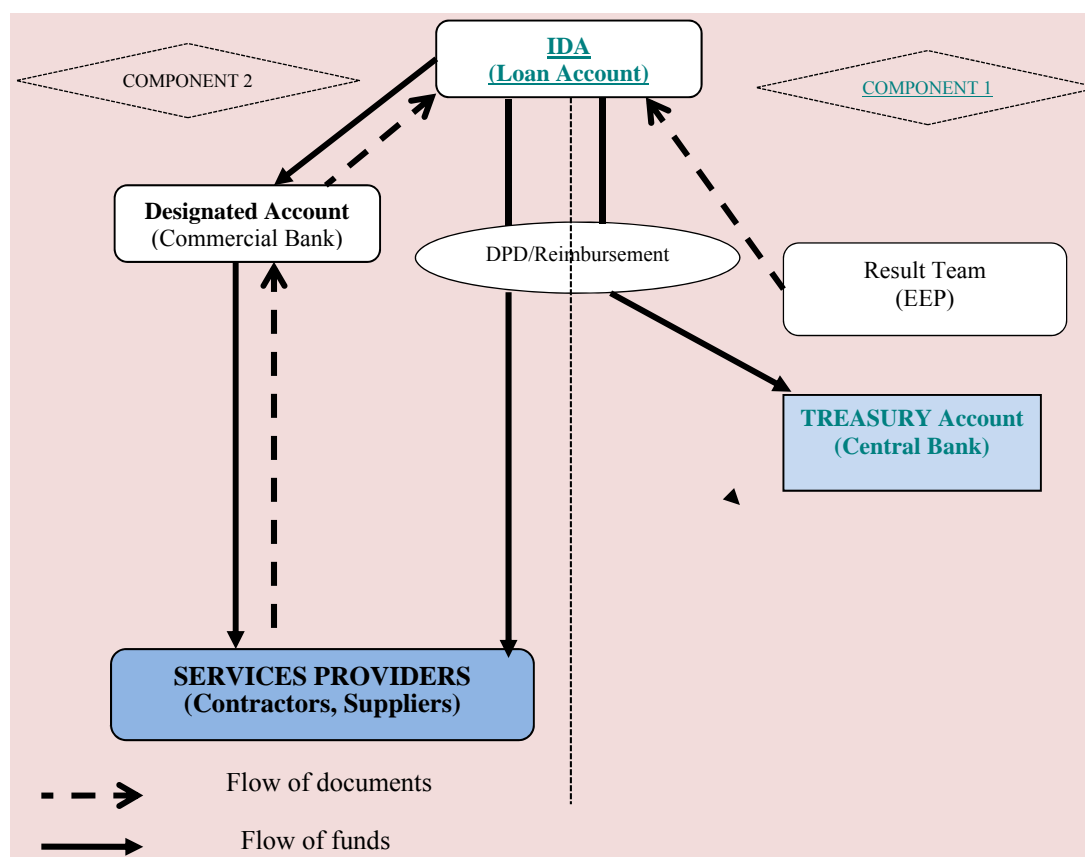 IDA
(Loan Account)
COMPONENT 2
COMPONENT 1
Designated Account
(Commercial Bank)
DPD/Reimbursement
Result Team
(EEP)
TREASURY Account
(Central Bank)
SERVICES PROVIDERS
(Contractors, Suppliers)
Flow of documents
Flow of funds